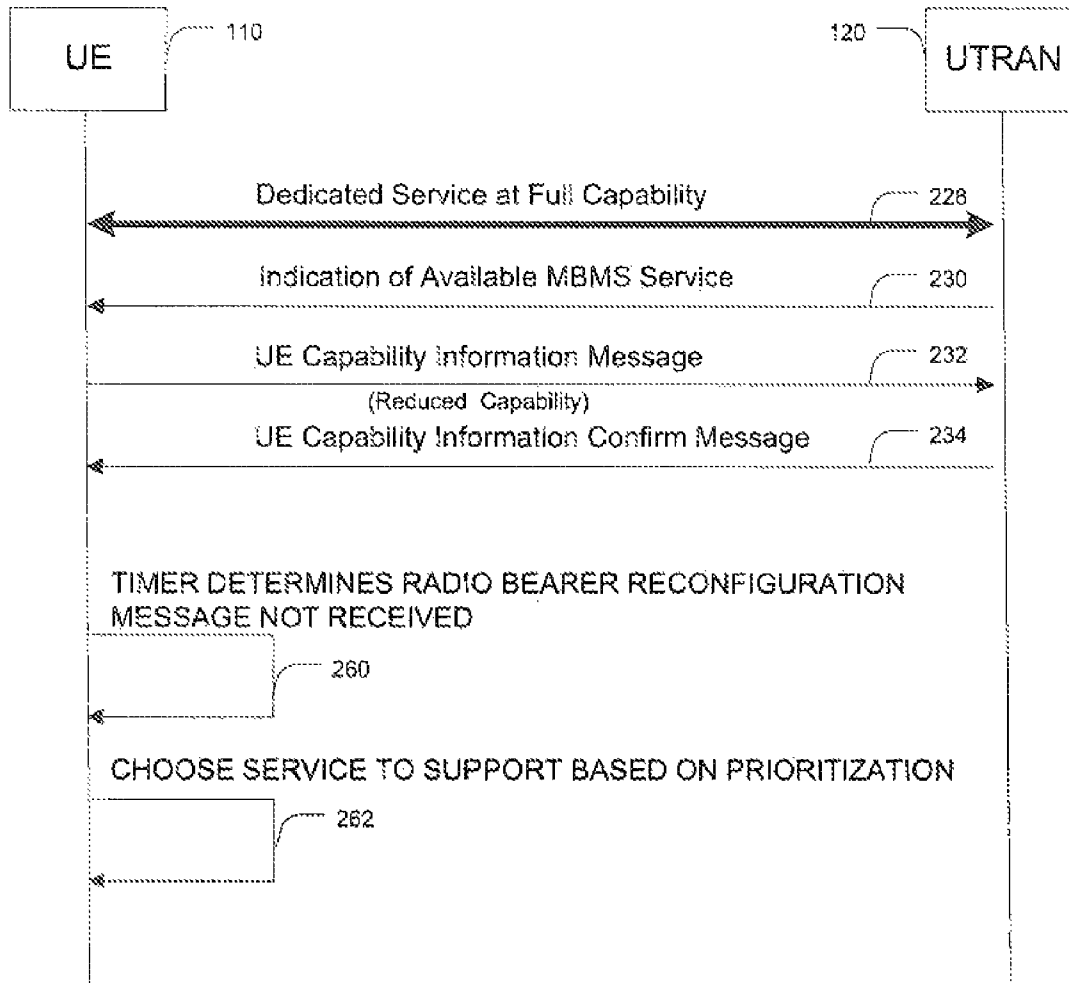 UE
110
120
UTRAN
Dedicated Service at Full Capability
228
Indication of Available MBMS Service
230
UE Capability Information Message
232
(Reduced Capability)
UE Capability Information Confirm Message
234
TIMER DETERMINES RADIO BEARER RECONFIGURATION
MESSAGE NOT RECEIVED
260
CHOOSE SERVICE TO SUPPORT BASED ON PRIORITIZATION
262